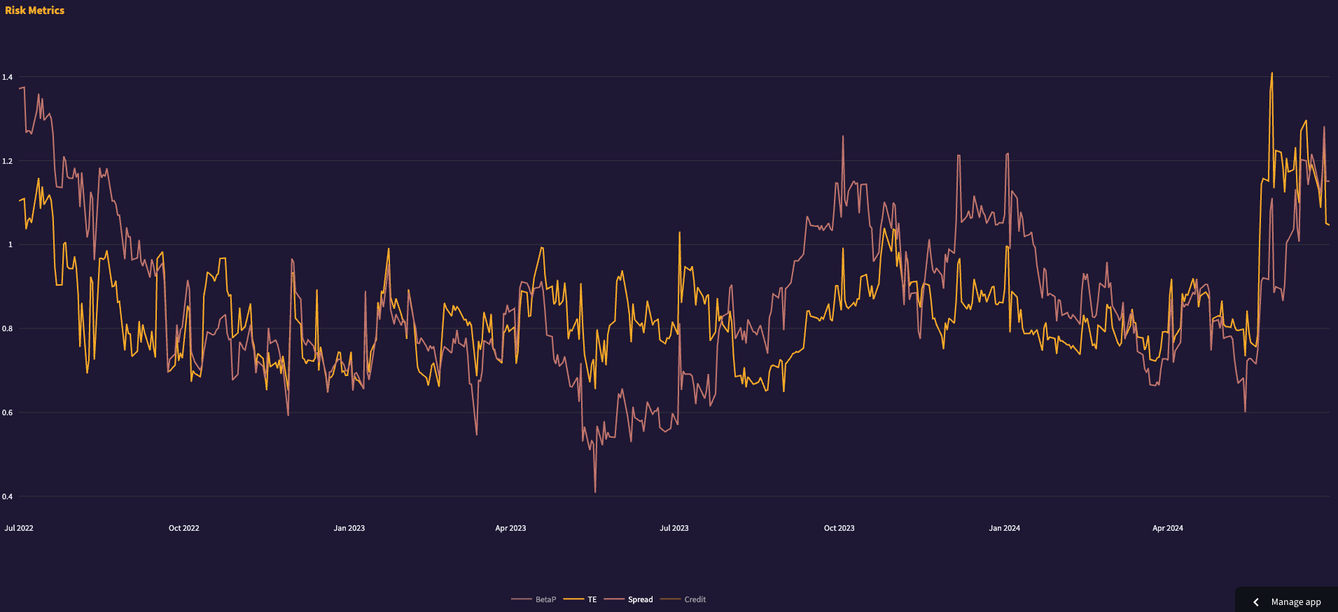 Risk Metrics
1.4
1.2
1
0.8
0.6
0.4
Jul 2022 Oct 2022 Jan 2023 Apr 2023 Jul 2023 Oct 2023 Jan 2024 Apr 2024
BetaP TE Spread Credit
Manage app